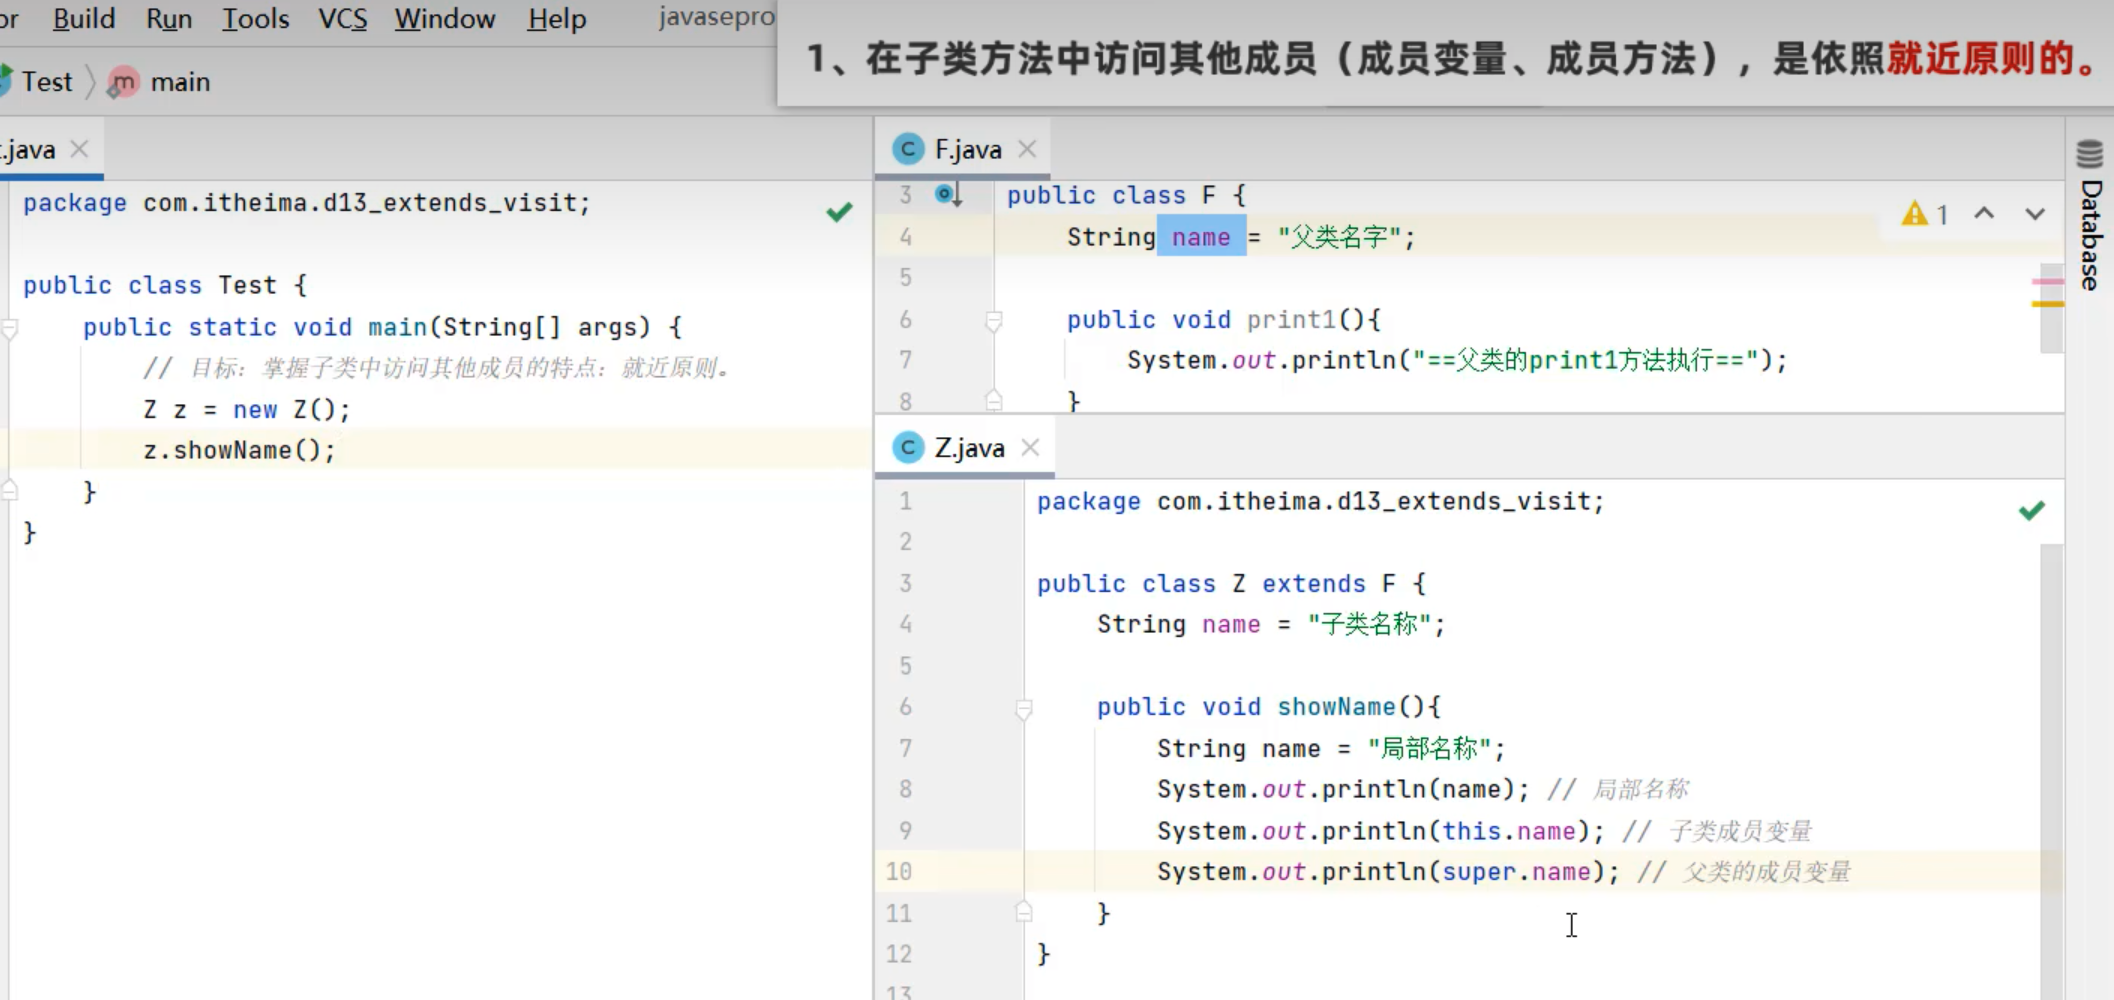 Build Run Tools VCS Window Help javasepro
1、在子类方法中访问其他成员（成员变量、成员方法），是依照就近原则的。
Test main
.java
package com.itheima.d13_extends_visit;
public class Test {
public static void main(String[] args) {
// 目标：掌握子类中访问其他成员的特点：就近原则。
Z z = new Z();
z.showName();
}
}
F.java
3 public class F {
4 String name = "父类名字";
5
6 public void print1(){
7 System.out.println("==父类的print1方法执行==");
8 }
1
Database
Z.java
1 package com.itheima.d13_extends_visit;
2
3 public class Z extends F {
4 String name = "子类名称";
5
6 public void showName(){
7 String name = "局部名称";
8 System.out.println(name); // 局部名称
9 System.out.println(this.name); // 子类成员变量
10 System.out.println(super.name); // 父类的成员变量
11 }
12 }
13